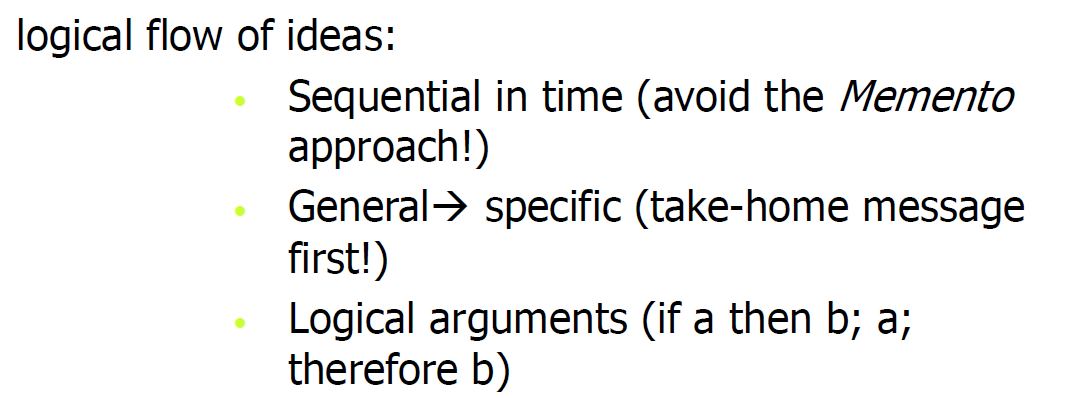 logical flow of ideas:
• Sequential in time (avoid the Memento
approach!)
• General→ specific (take-home message
first!)
• Logical arguments (if a then b; a;
therefore b)